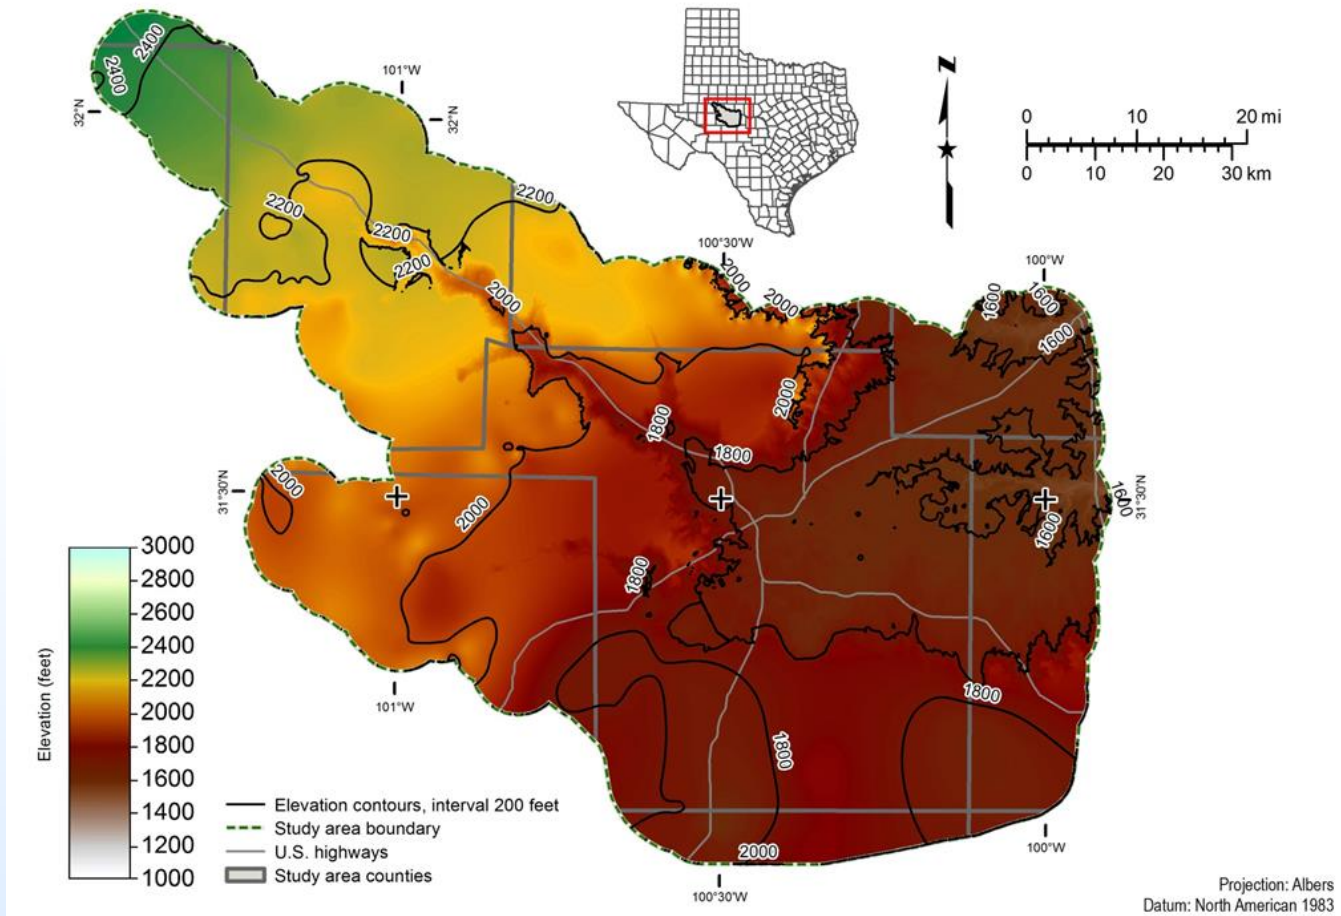 2400
2400
101°W
32°N
32°N
N
0 10 20 mi
0 10 20 30 km
2200
2200
2200
2200
100°30'W
100°W
2000
2000
2000
1600
1600
1600
2000
1800
1800
2000
2000
31°30'N
31°30'N
1600
1600
1800
101°W
1800
1800
Elevation (feet)
3000
2800
2600
2400
2200
2000
1800
1600
1400
1200
1000
Elevation contours, interval 200 feet
Study area boundary
U.S. highways
Study area counties
2000
100°W
100°30'W
Projection: Albers
Datum: North American 1983